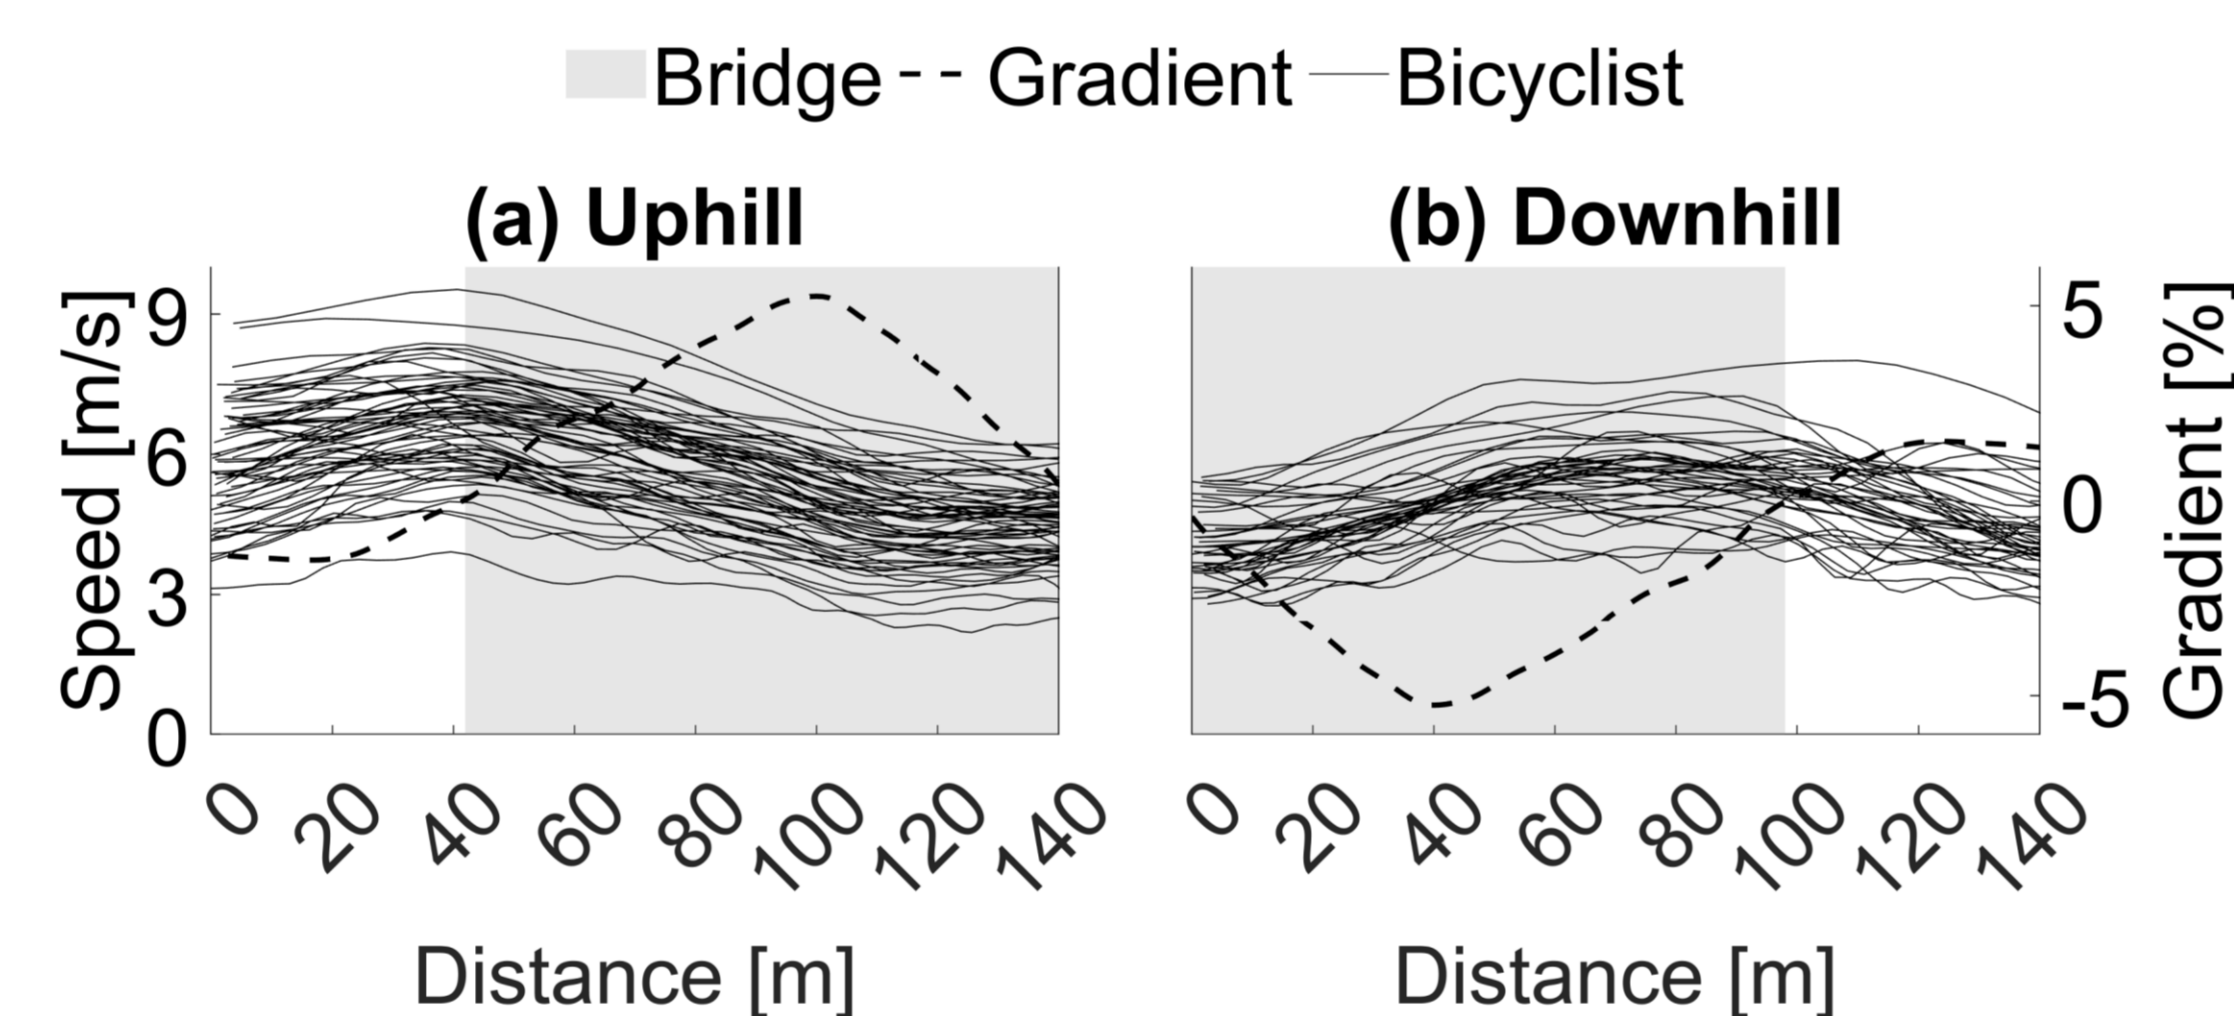 Bridge -- Gradient — Bicyclist
(a) Uphill
(b) Downhill
Speed [m/s]
9
6
3
0
0 20 40 60 80 100 120 140
Distance [m]
0 20 40 60 80 100 120 140
Distance [m]
5
0
-5
Gradient [%]